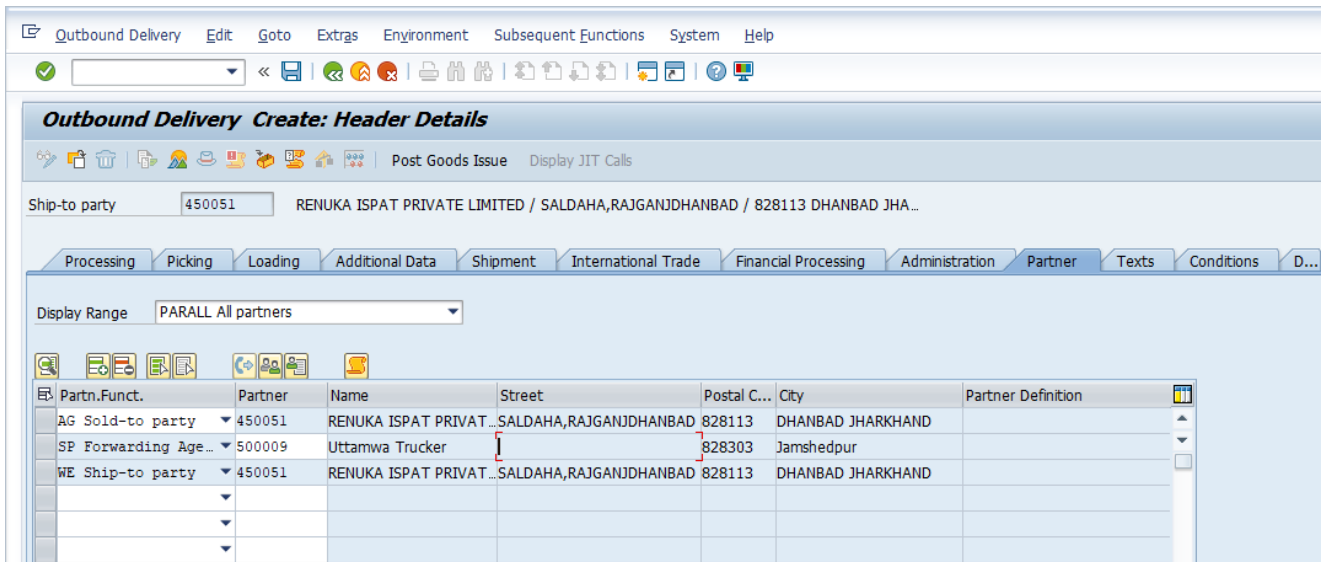 Outbound Delivery Edit Goto Extras Environment Subsequent Functions System Help
Outbound Delivery Create: Header Details
Post Goods Issue Display JIT Calls
Ship-to party 450051 RENUKA ISPAT PRIVATE LIMITED / SALDAHA,RAJGANJDHANBAD / 828113 DHANBAD JHA...
Processing Picking Loading Additional Data Shipment International Trade Financial Processing Administration Partner Texts Conditions D...
Display Range PARALL All partners
Partn.Funct. Partner Name Street Postal C... City Partner Definition
AG Sold-to party 450051 RENUKA ISPAT PRIVAT... SALDAHA,RAJGANJDHANBAD 828113 DHANBAD JHARKHAND
SP Forwarding Age... 500009 Uttamwa Trucker 828303 Jamshedpur
WE Ship-to party 450051 RENUKA ISPAT PRIVAT... SALDAHA,RAJGANJDHANBAD 828113 DHANBAD JHARKHAND